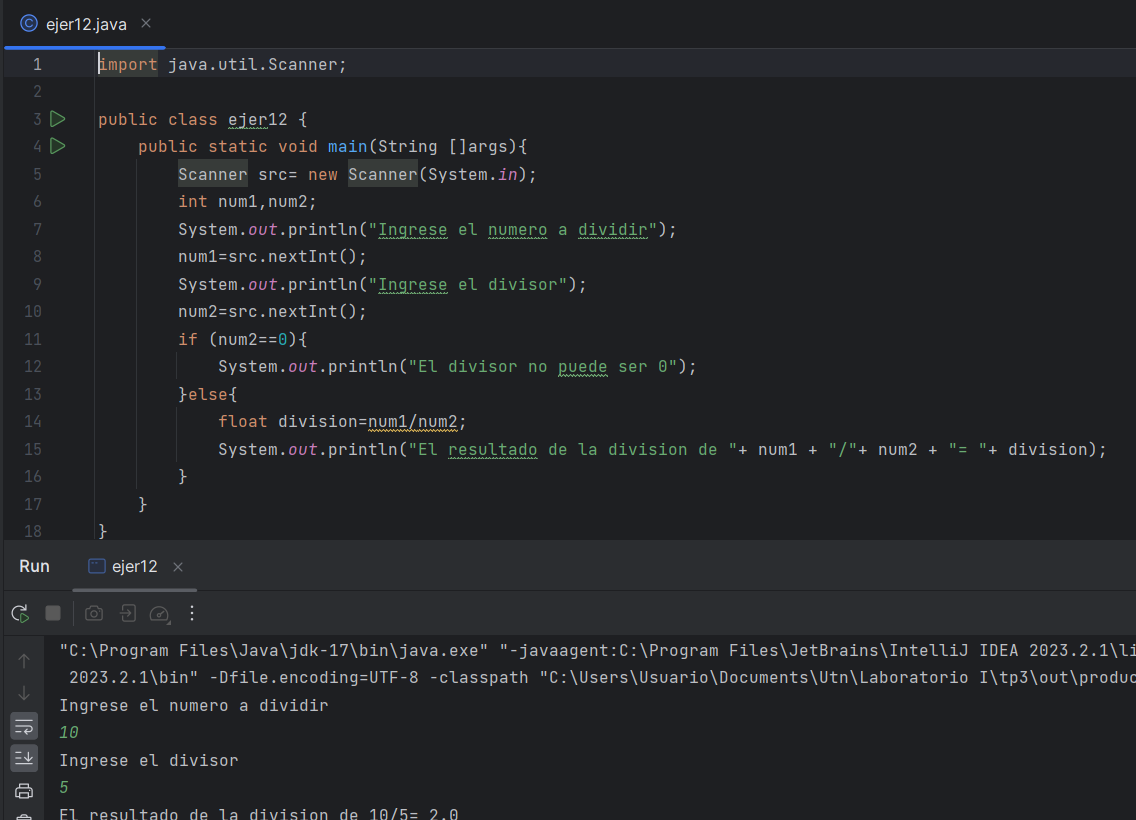 ejer12.java
1 import java.util.Scanner;
2
3 public class ejer12 {
4 public static void main(String []args){
5 Scanner src= new Scanner(System.in);
6 int num1,num2;
7 System.out.println("Ingrese el numero a dividir");
8 num1=src.nextInt();
9 System.out.println("Ingrese el divisor");
10 num2=src.nextInt();
11 if (num2==0){
12 System.out.println("El divisor no puede ser 0");
13 }else{
14 float division=num1/num2;
15 System.out.println("El resultado de la division de "+ num1 + "/"+ num2 + "= "+ division);
16 }
17 }
18 }
Run ejer12
"C:\Program Files\Java\jdk-17\bin\java.exe" "-javaagent:C:\Program Files\JetBrains\IntelliJ IDEA 2023.2.1\li
2023.2.1\bin" -Dfile.encoding=UTF-8 -classpath "C:\Users\Usuario\Documents\Utn\Laboratorio I\tp3\out\produc
Ingrese el numero a dividir
10
Ingrese el divisor
5
El resultado de la division de 10/5= 2.0